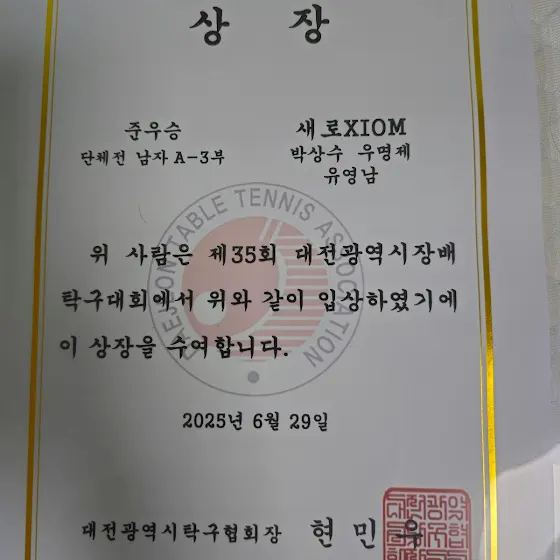 상 장
준우승 새로XIOM
단체전 남자 A-3부 박상수 우명제
유영남
위 사람은 제35회 대전광역시장배
탁구대회에서 위와 같이 입상하였기에
이 상장을 수여합니다.
2025년 6월 29일
대전광역시탁구협회장 현민우
DAEJEON TABLE TENNIS ASSOCATION